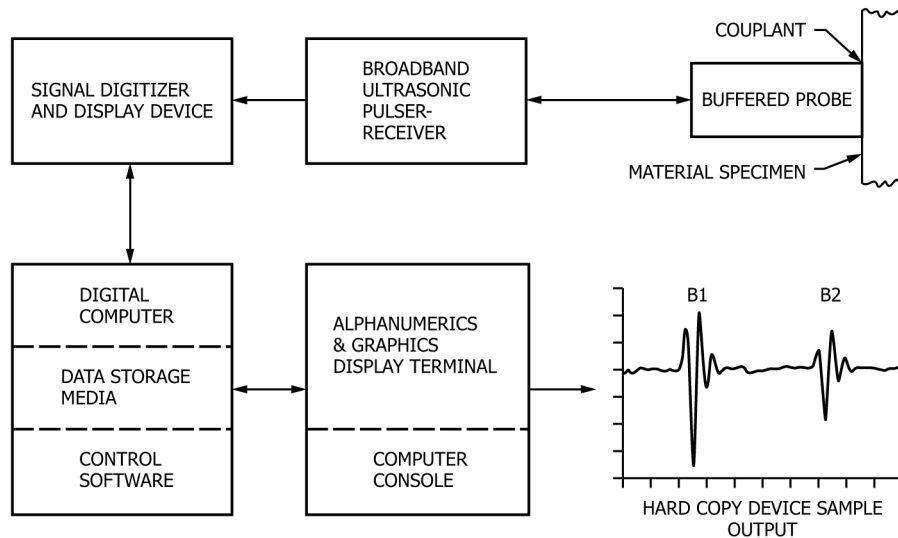 SIGNAL DIGITIZER
AND DISPLAY DEVICE
BROADBAND
ULTRASONIC
PULSER-
RECEIVER
COUPLANT
BUFFERED PROBE
MATERIAL SPECIMEN
DIGITAL
COMPUTER
DATA STORAGE
MEDIA
CONTROL
SOFTWARE
ALPHANUMERICS
& GRAPHICS
DISPLAY TERMINAL
COMPUTER
CONSOLE
B1
B2
HARD COPY DEVICE SAMPLE
OUTPUT